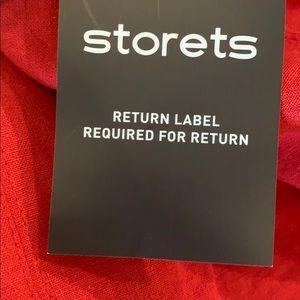 storets
RETURN LABEL
REQUIRED FOR RETURN